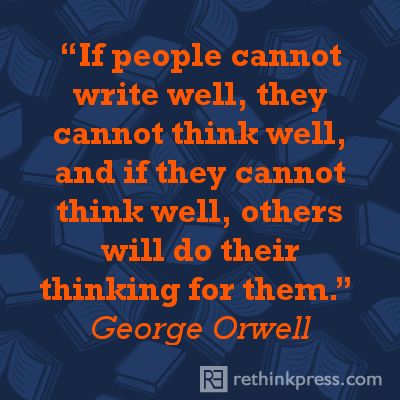 “If people cannot
write well, they
cannot think well,
and if they cannot
think well, others
will do their
thinking for them.”
George Orwell
RE rethinkpress.com